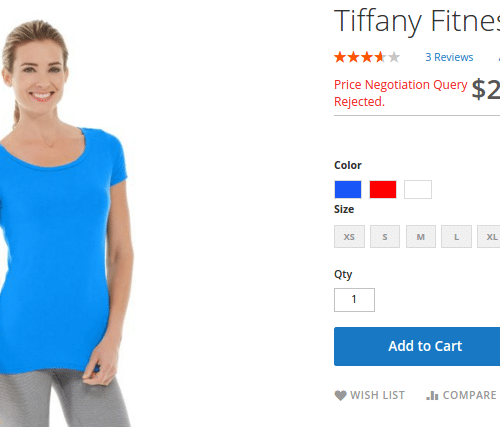 Tiffany Fitnes
3 Reviews
Price Negotiation Query $2
Rejected.
Color
Size
XS S M L XL
Qty
1
Add to Cart
WISH LIST COMPARE